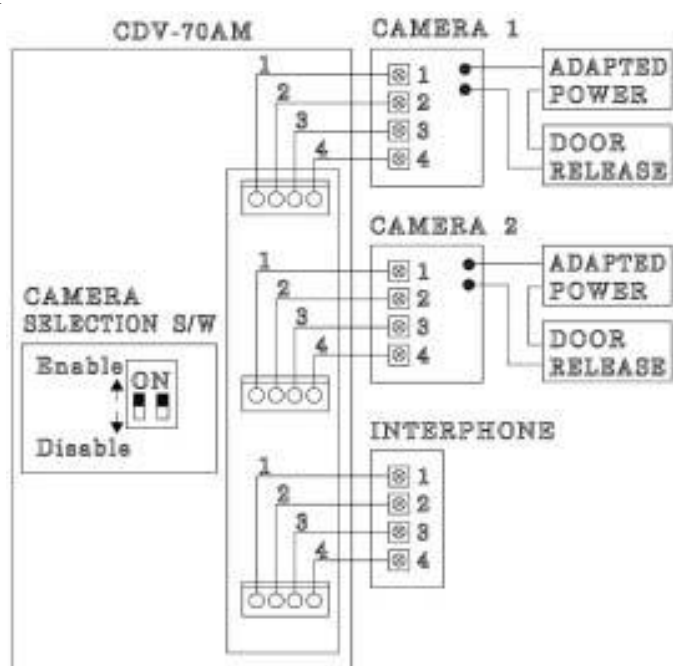 CDV-70AM
CAMERA 1
1
2
3
4
1
2
3
4
ADAPTED
POWER
DOOR
RELEASE
CAMERA 2
1
2
3
4
1
2
3
4
ADAPTED
POWER
DOOR
RELEASE
CAMERA
SELECTION S/W
Enable
ON
Disable
INTERPHONE
1
2
3
4
1
2
3
4